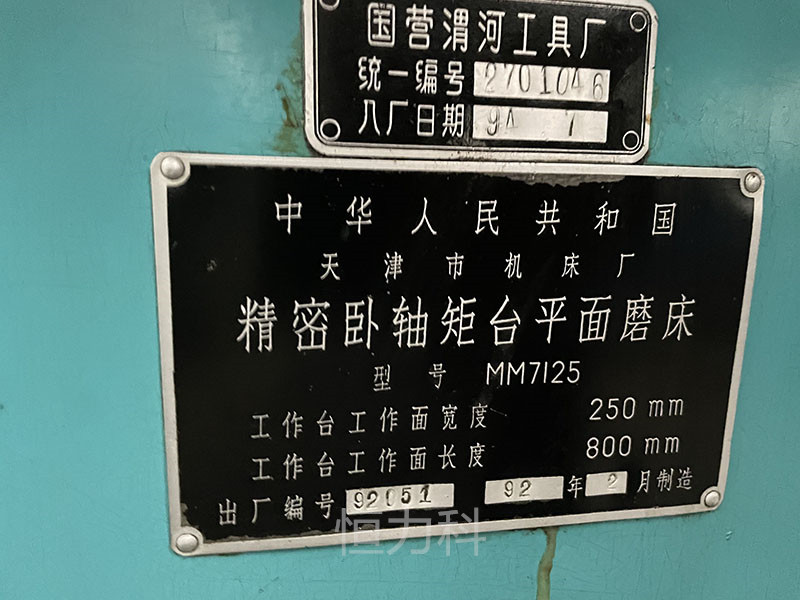 国营渭河工具厂
统一编号 2701046
入厂日期 94 7
中华人民共和国
天津市机床厂
精密卧轴矩台平面磨床
型号 MM7125
工作台工作面宽度 250 mm
工作台工作面长度 800 mm
出厂编号 92051 92 年 2 月制造
恒力科